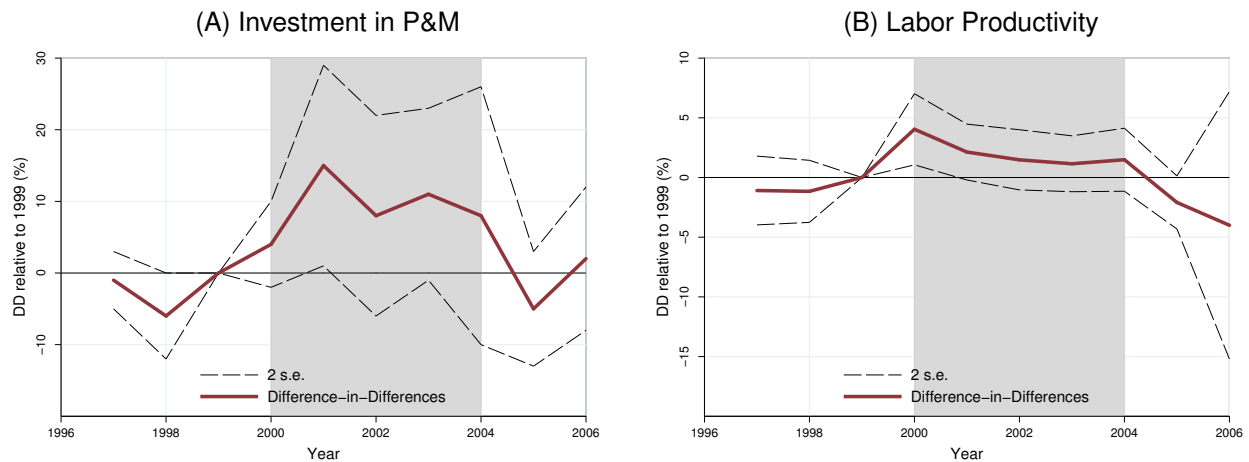 (A) Investment in P&M
DD relative to 1999 (%)
30
20
10
0
−10
2 s.e.
Difference−in−Differences
1996
1998
2000
2002
2004
2006
Year
(B) Labor Productivity
DD relative to 1999 (%)
10
5
0
−5
−10
−15
2 s.e.
Difference−in−Differences
1996
1998
2000
2002
2004
2006
Year